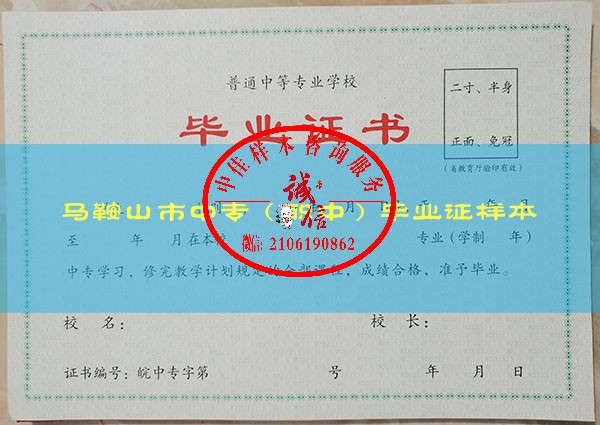 普通中等专业学校
二寸、半身
毕业证书
正面、免冠
(省教育厅验印有效)
中佳样本咨询服务
诚信
马鞍山市中专(皖中)毕业证样本
月
年 月
微信: 2106190862
至 年 月在本校 专业(学制 年)
中专学习,修完教学计划规定的全部课程,成绩合格,准予毕业。
校 名:
校 长:
证书编号:皖中专字第 号
年 月 日